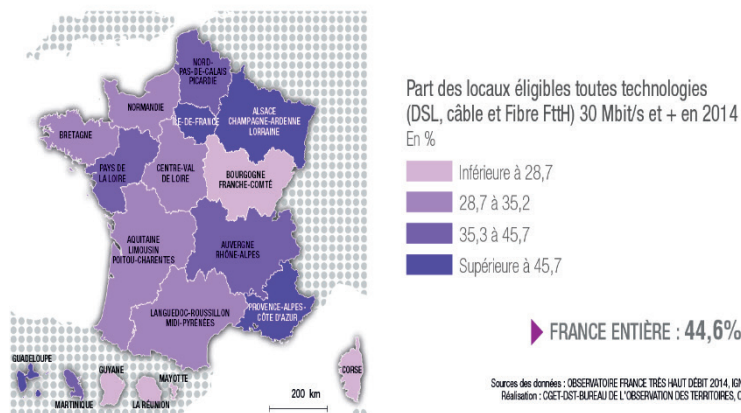 NORD-
PAS-DE-CALAIS
PICARDIE
NORMANDIE
ÎLE-DE-FRANCE
ALSACE
CHAMPAGNE-ARDENNE
LORRAINE
BRETAGNE
PAYS DE
LA LOIRE
CENTRE-VAL
DE LOIRE
BOURGOGNE
FRANCHE-COMTÉ
AQUITAINE
LIMOUSIN
POITOU-CHARENTES
AUVERGNE
RHÔNE-ALPES
LANGUEDOC-ROUSSILLON
MIDI-PYRÉNÉES
PROVENCE-ALPES-
CÔTE D'AZUR
GUADELOUPE
GUYANE
MAYOTTE
CORSE
MARTINIQUE
LA RÉUNION
200 km
Part des locaux éligibles toutes technologies
(DSL, câble et Fibre FttH) 30 Mbit/s et + en 2014
En %
Inférieure à 28,7
28,7 à 35,2
35,3 à 45,7
Supérieure à 45,7
FRANCE ENTIÈRE : 44,6%
Sources des données : OBSERVATOIRE FRANCE TRÈS HAUT DÉBIT 2014, IGN
Réalisation : CGET-DST-BUREAU DE L'OBSERVATION DES TERRITOIRES,